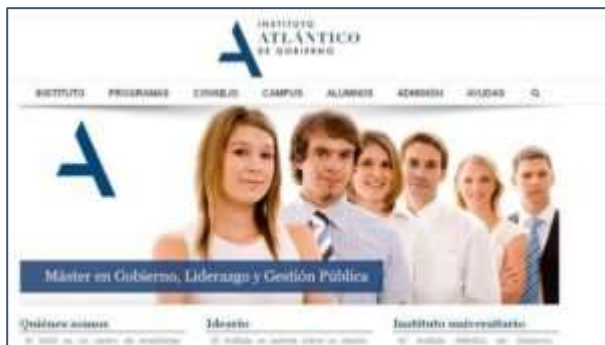 INSTITUTO
ATLÁNTICO
DE GOBIERNO
INSTITUTO PROGRAMAS CONSEJO CAMPUS ALUMNOS ADMISIÓN AYUDAS
Máster en Gobierno, Liderazgo y Gestión Pública
Quiénes somos Ideario Instituto universitario